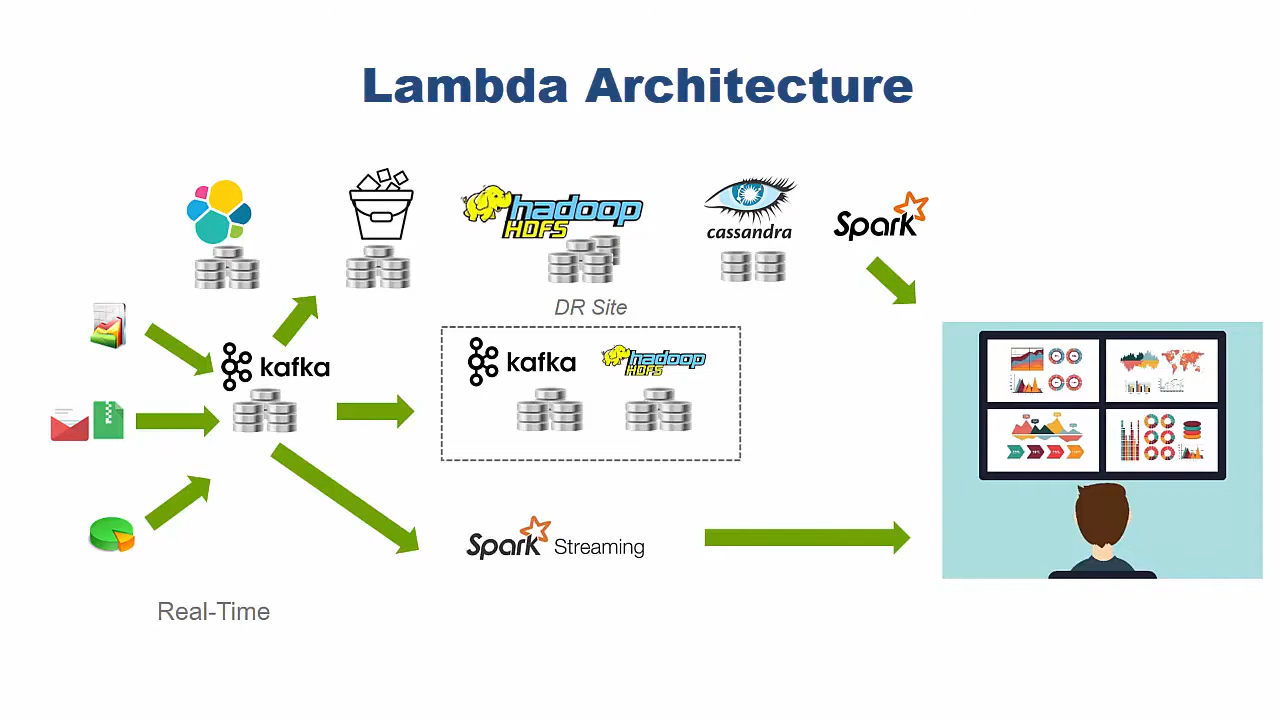 Lambda Architecture
hadoop
HDFS
cassandra
Spark
DR Site
kafka
kafka
hadoop
HDFS
Spark Streaming
Real-Time